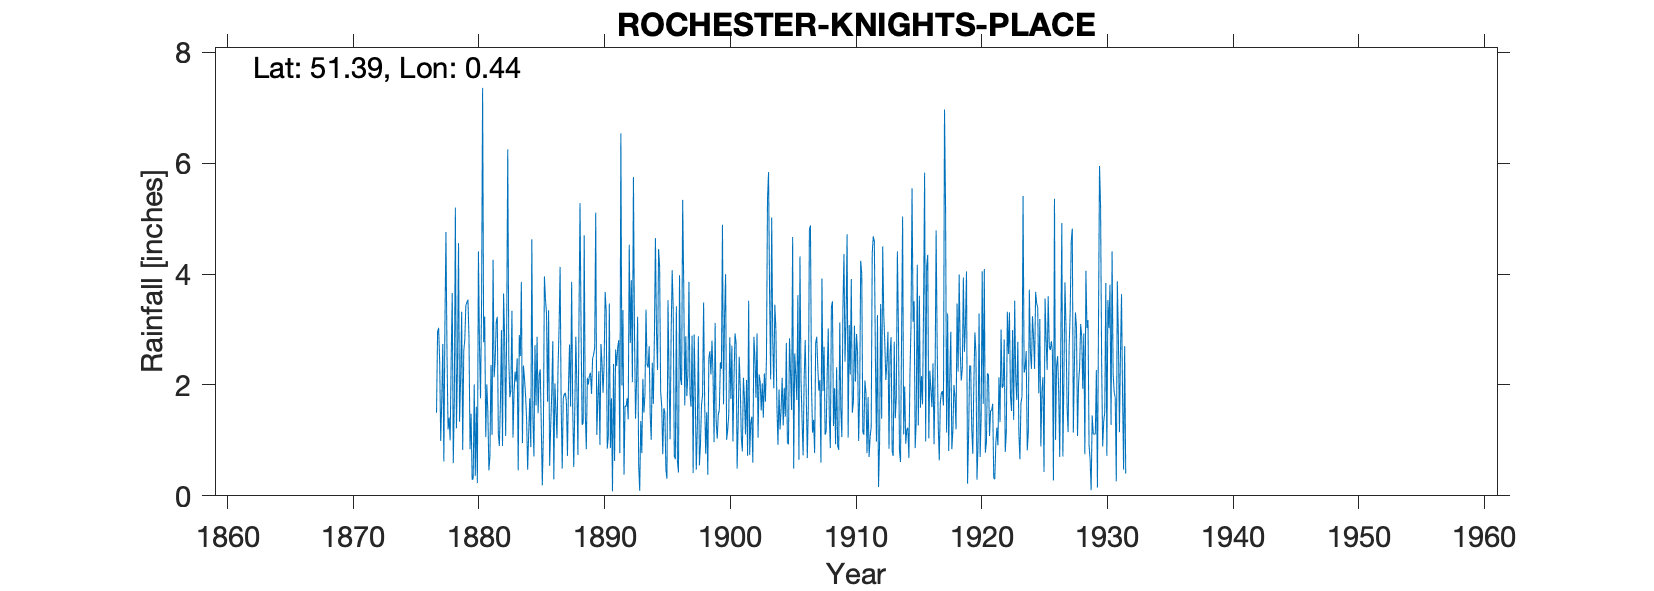 ROCHESTER-KNIGHTS-PLACE
Lat: 51.39, Lon: 0.44
8
6
4
2
0
Rainfall [inches]
1860 1870 1880 1890 1900 1910 1920 1930 1940 1950 1960
Year